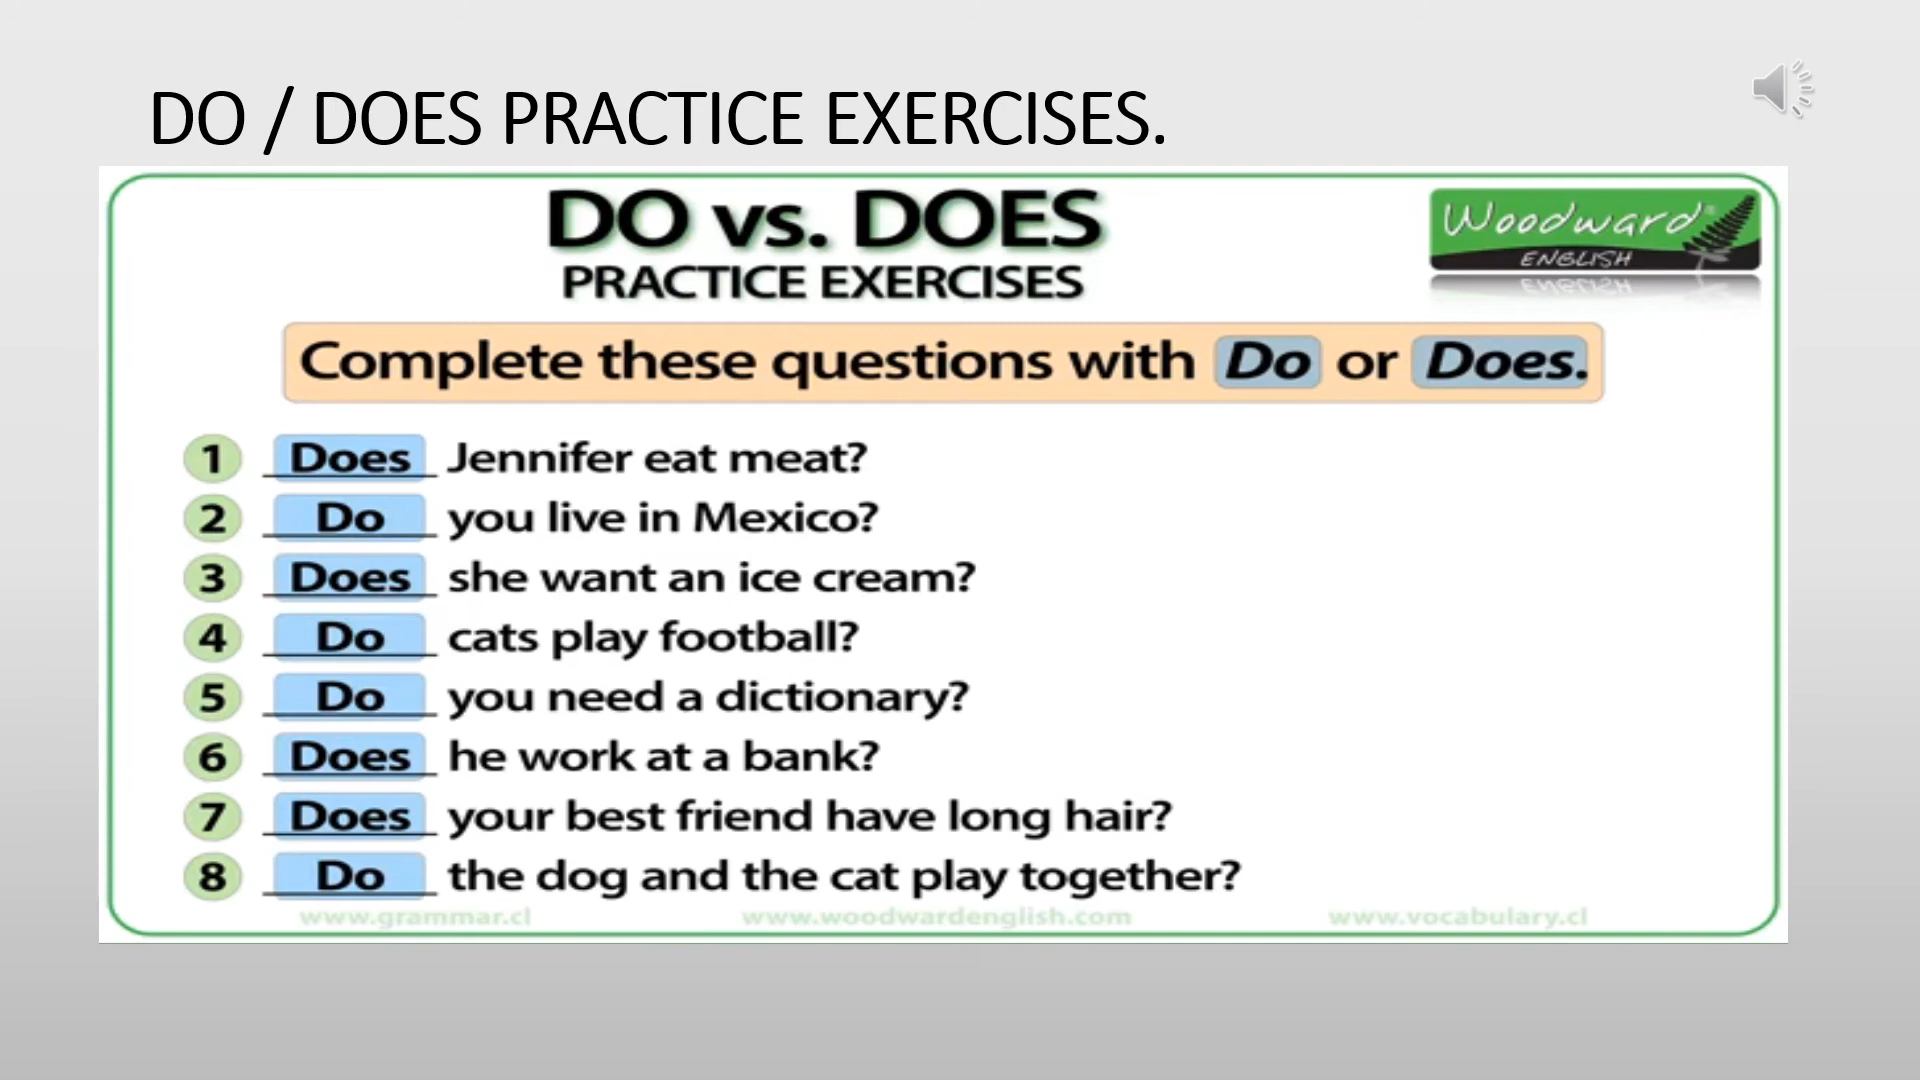 DO / DOES PRACTICE EXERCISES.
DO vs. DOES
PRACTICE EXERCISES
Woodward®
ENGLISH
Complete these questions with Do or Does.
1 Does Jennifer eat meat?
2 Do you live in Mexico?
3 Does she want an ice cream?
4 Do cats play football?
5 Do you need a dictionary?
6 Does he work at a bank?
7 Does your best friend have long hair?
8 Do the dog and the cat play together?
www.grammar.cl www.woodwardenglish.com www.vocabulary.cl